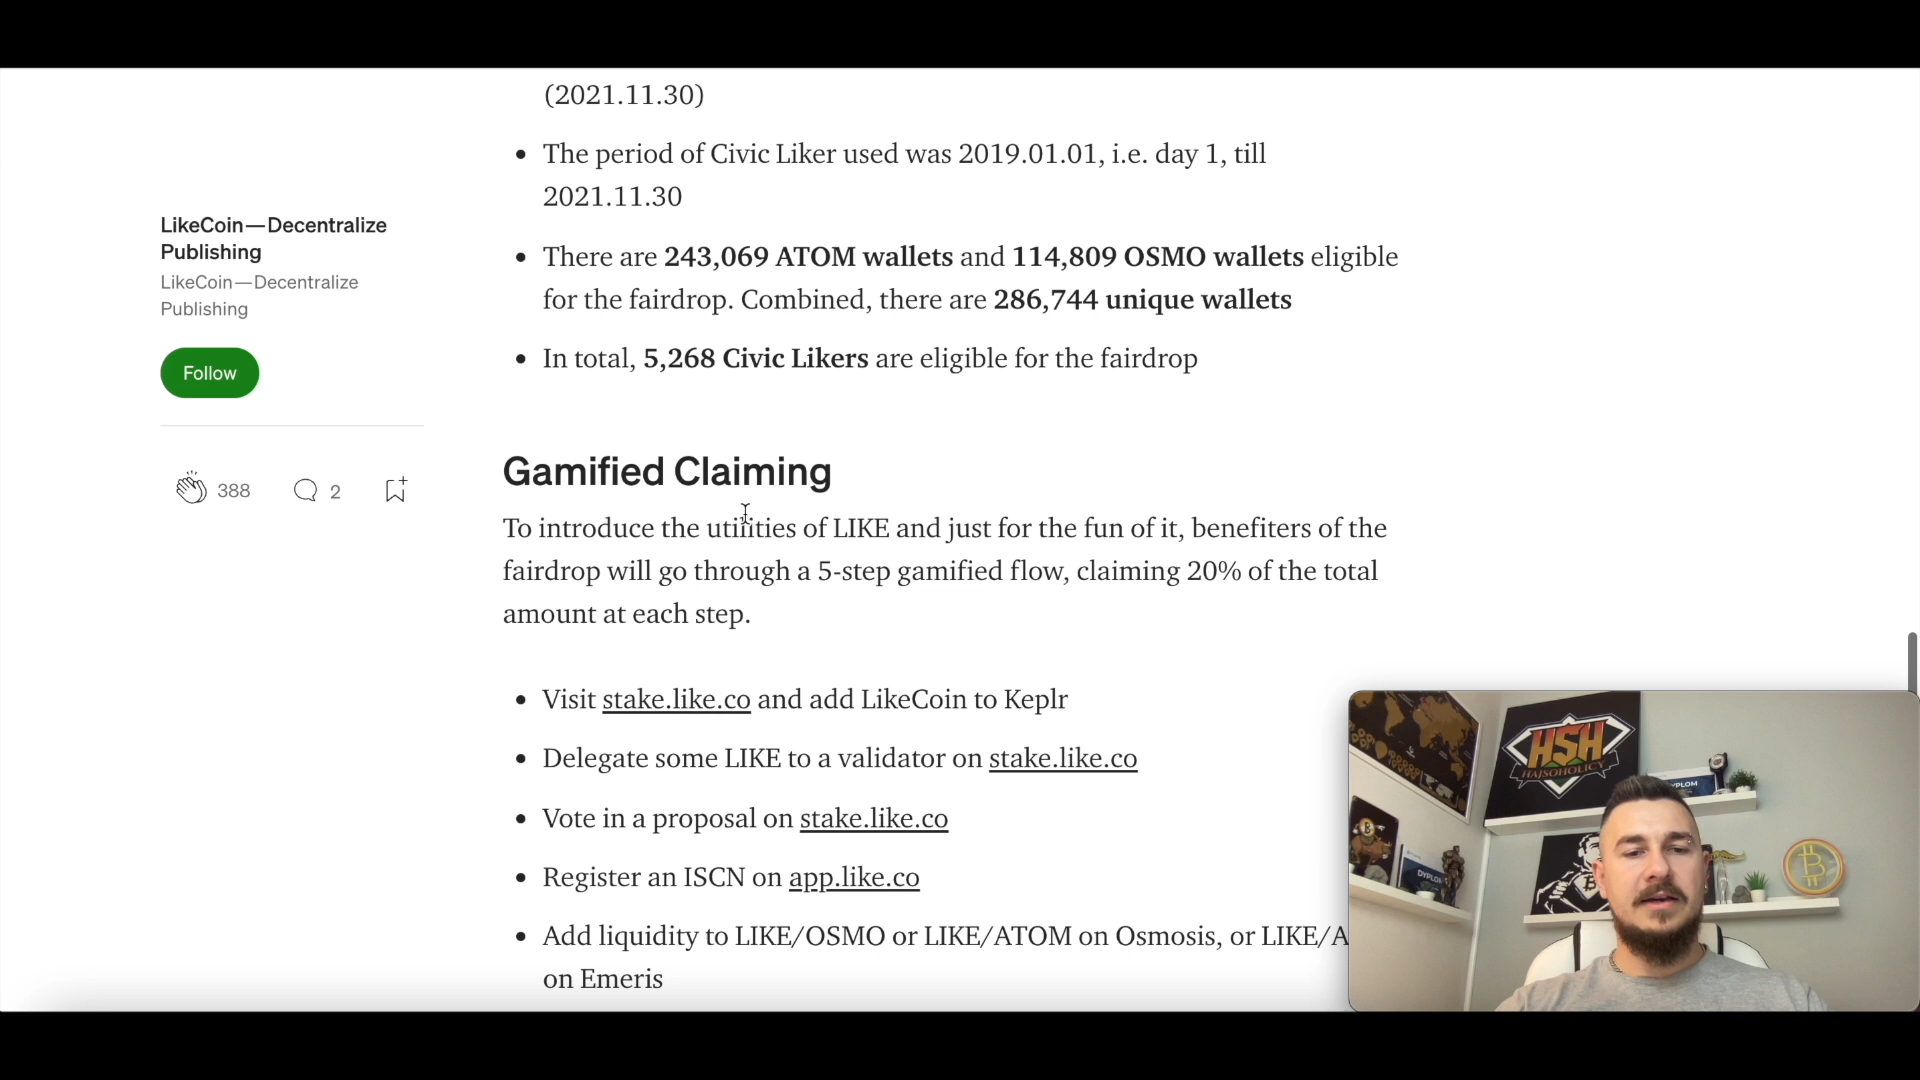 (2021.11.30)
• The period of Civic Liker used was 2019.01.01, i.e. day 1, till
2021.11.30
LikeCoin—Decentralize
Publishing
LikeCoin—Decentralize
Publishing
Follow
388
2
• There are 243,069 ATOM wallets and 114,809 OSMO wallets eligible
for the fairdrop. Combined, there are 286,744 unique wallets
• In total, 5,268 Civic Likers are eligible for the fairdrop
Gamified Claiming
To introduce the utilities of LIKE and just for the fun of it, benefiters of the
fairdrop will go through a 5-step gamified flow, claiming 20% of the total
amount at each step.
• Visit stake.like.co and add LikeCoin to Keplr
• Delegate some LIKE to a validator on stake.like.co
• Vote in a proposal on stake.like.co
• Register an ISCN on app.like.co
• Add liquidity to LIKE/OSMO or LIKE/ATOM on Osmosis, or LIKE/A
on Emeris
HSH
HAJSOHOLICY
DYPLOM